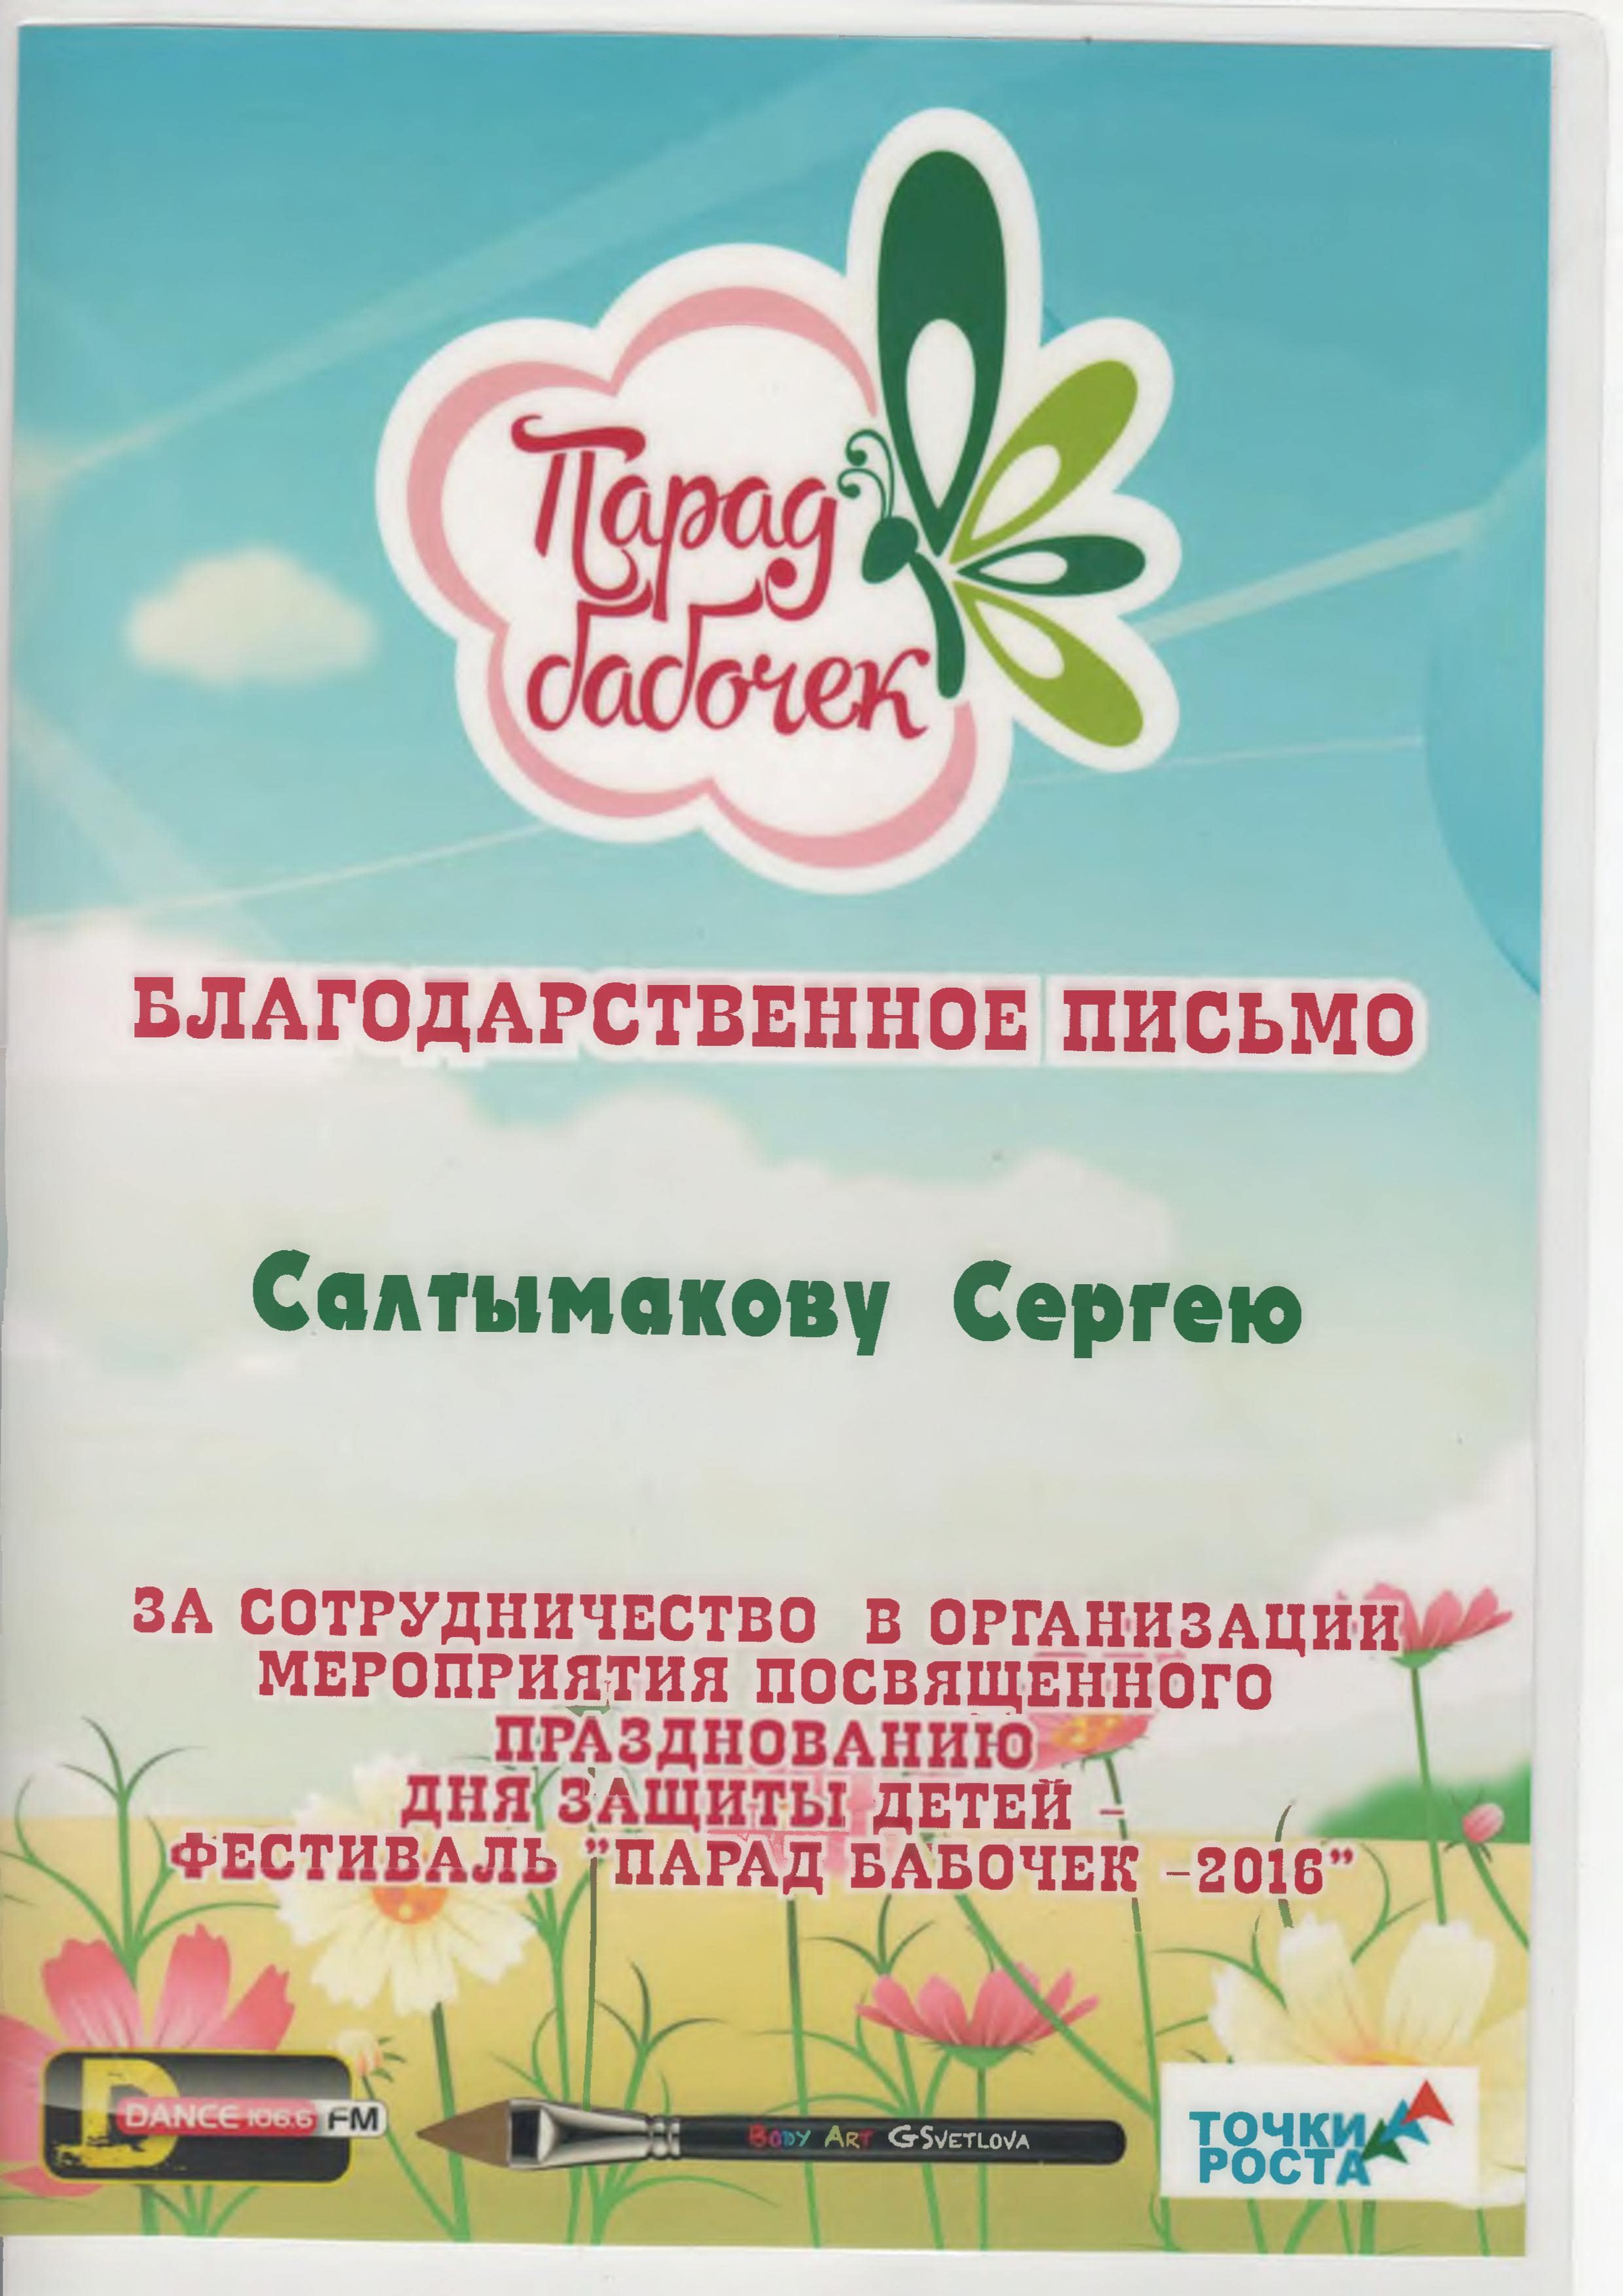 Парад
бабочек
БЛАГОДАРСТВЕННОЕ ПИСЬМО
Салтымакову Сергею
ЗА СОТРУДНИЧЕСТВО В ОРГАНИЗАЦИИ
МЕРОПРИЯТИЯ ПОСВЯЩЕННОГО
ПРАЗДНОВАНИЮ
ДНЯ ЗАЩИТЫ ДЕТЕЙ -
ФЕСТИВАЛЬ "ПАРАД БАБОЧЕК -2016"
D DANCE 106.6 FM
BODY ART GSVETLOVA
ТОЧКИ
РОСТА